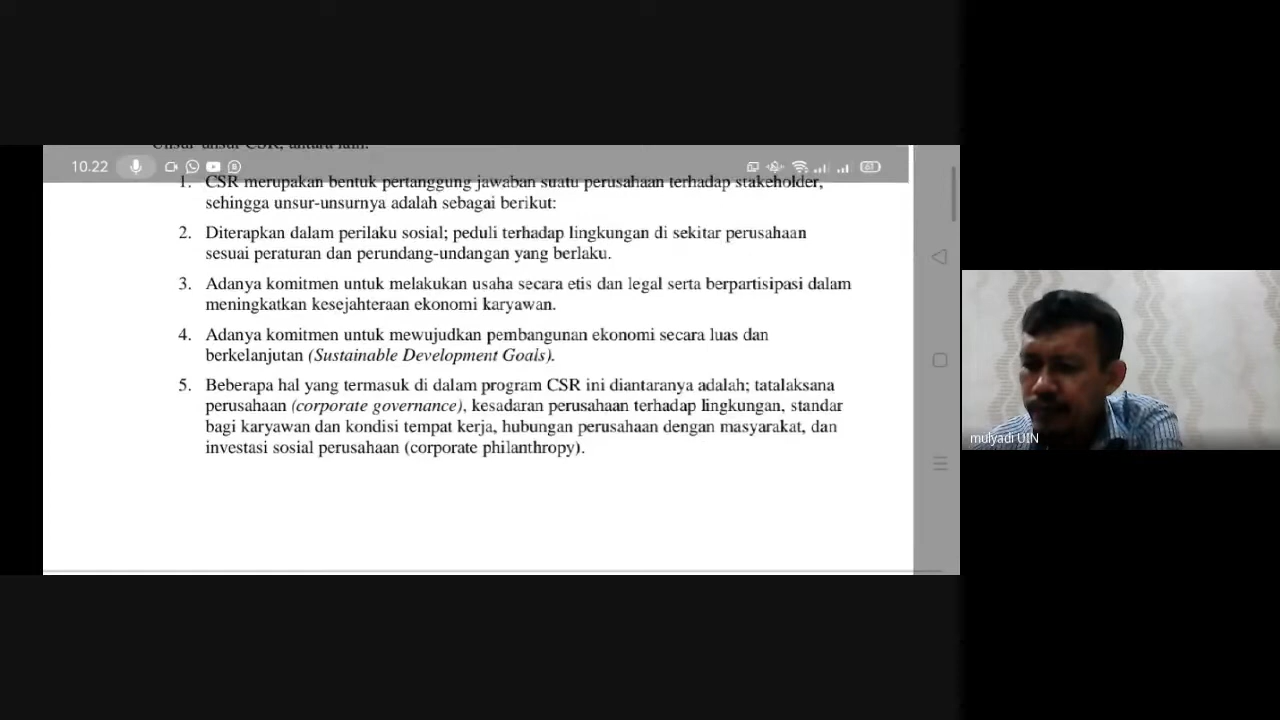 Unsur-unsur CSR, antara lain:
10.22
1. CSR merupakan bentuk pertanggung jawaban suatu perusahaan terhadap stakeholder,
sehingga unsur-unsurnya adalah sebagai berikut:
2. Diterapkan dalam perilaku sosial; peduli terhadap lingkungan di sekitar perusahaan
sesuai peraturan dan perundang-undangan yang berlaku.
3. Adanya komitmen untuk melakukan usaha secara etis dan legal serta berpartisipasi dalam
meningkatkan kesejahteraan ekonomi karyawan.
4. Adanya komitmen untuk mewujudkan pembangunan ekonomi secara luas dan
berkelanjutan (Sustainable Development Goals).
5. Beberapa hal yang termasuk di dalam program CSR ini diantaranya adalah; tatalaksana
perusahaan (corporate governance), kesadaran perusahaan terhadap lingkungan, standar
bagi karyawan dan kondisi tempat kerja, hubungan perusahaan dengan masyarakat, dan
investasi sosial perusahaan (corporate philanthropy).
mulyadi UIN